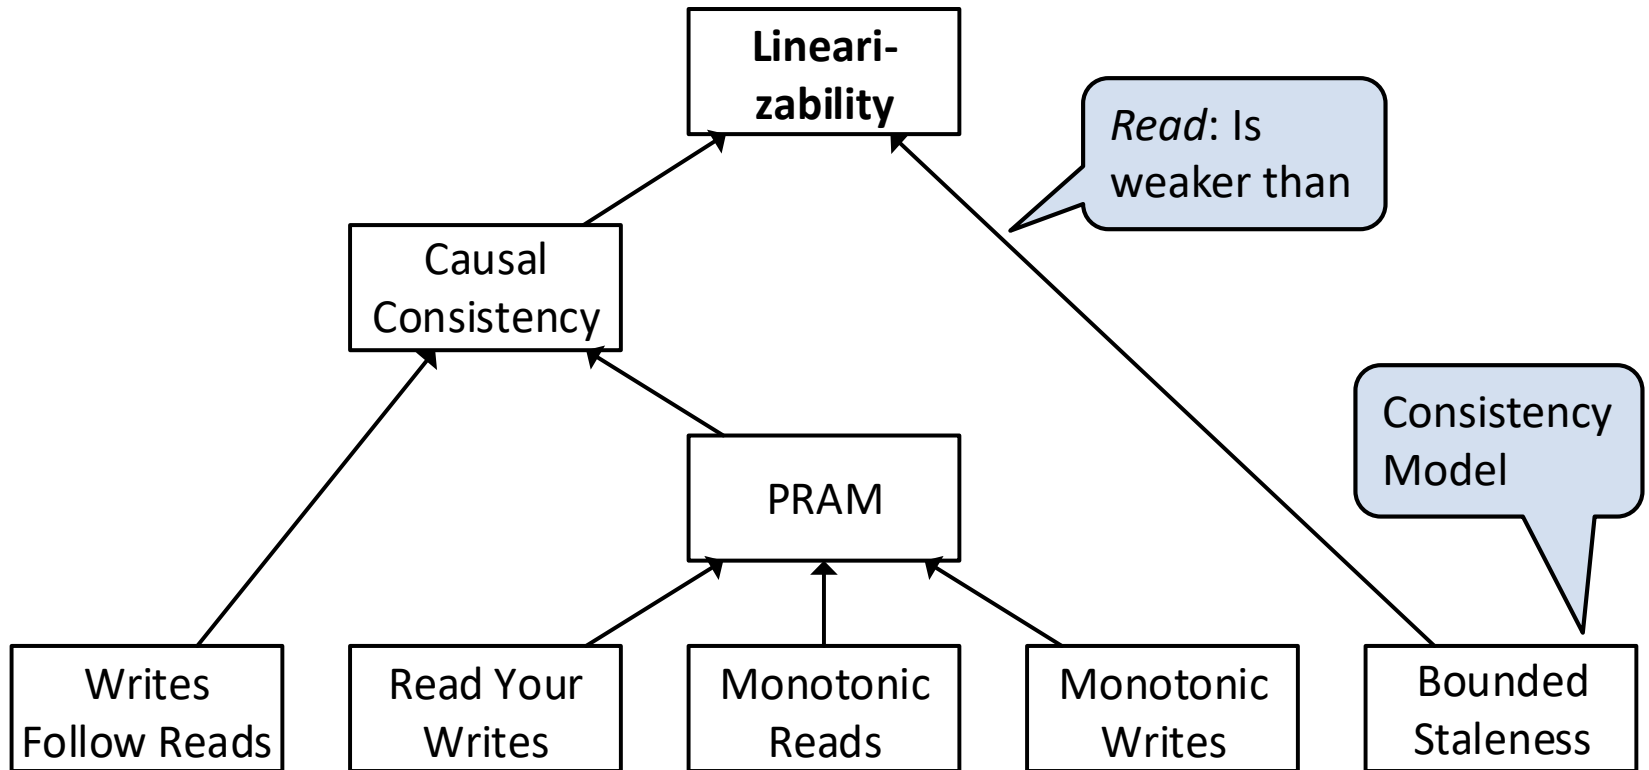 Lineari-
zability
Read: Is
weaker than
Causal
Consistency
Consistency
Model
PRAM
Writes
Follow Reads
Read Your
Writes
Monotonic
Reads
Monotonic
Writes
Bounded
Staleness